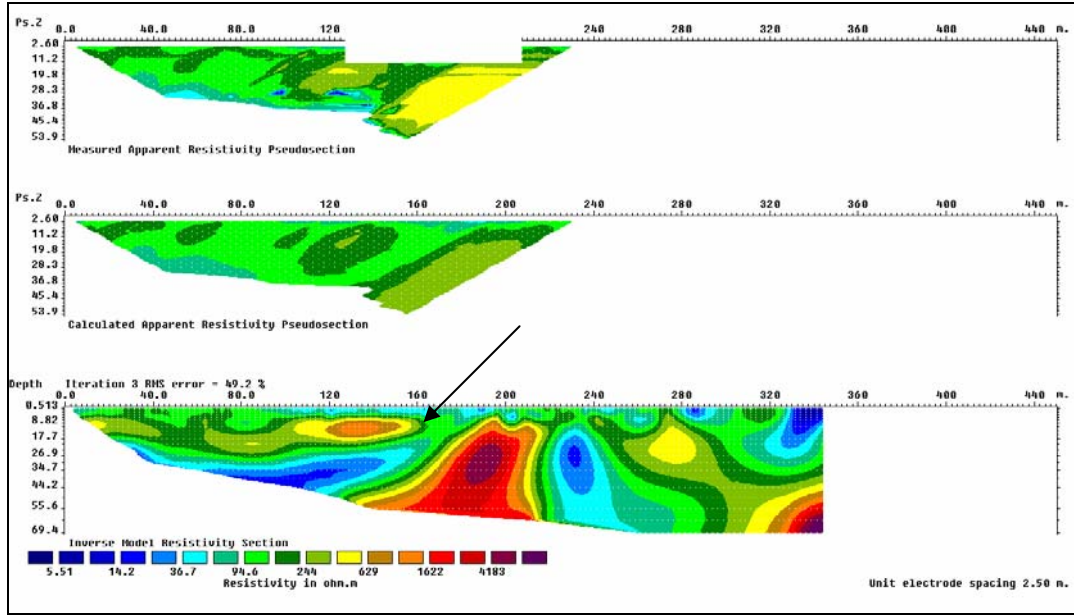 Ps.Z 0.0 40.0 80.0 120 160 200 240 280 320 360 400 440 m.
2.60
11.2
19.8
28.3
36.8
45.4
53.9
Measured Apparent Resistivity Pseudosection
Ps.Z 0.0 40.0 80.0 120 160 200 240 280 320 360 400 440 m.
2.60
11.2
19.8
28.3
36.8
45.4
53.9
Calculated Apparent Resistivity Pseudosection
Depth Iteration 3 RMS error = 49.2 %
0.0 40.0 80.0 120 160 200 240 280 320 360 400 440 m.
0.513
8.82
17.7
26.9
34.7
44.2
55.6
69.4
Inverse Model Resistivity Section
5.51 14.2 36.7 94.6 244 629 1622 4183
Resistivity in ohm.m
Unit electrode spacing 2.50 m.